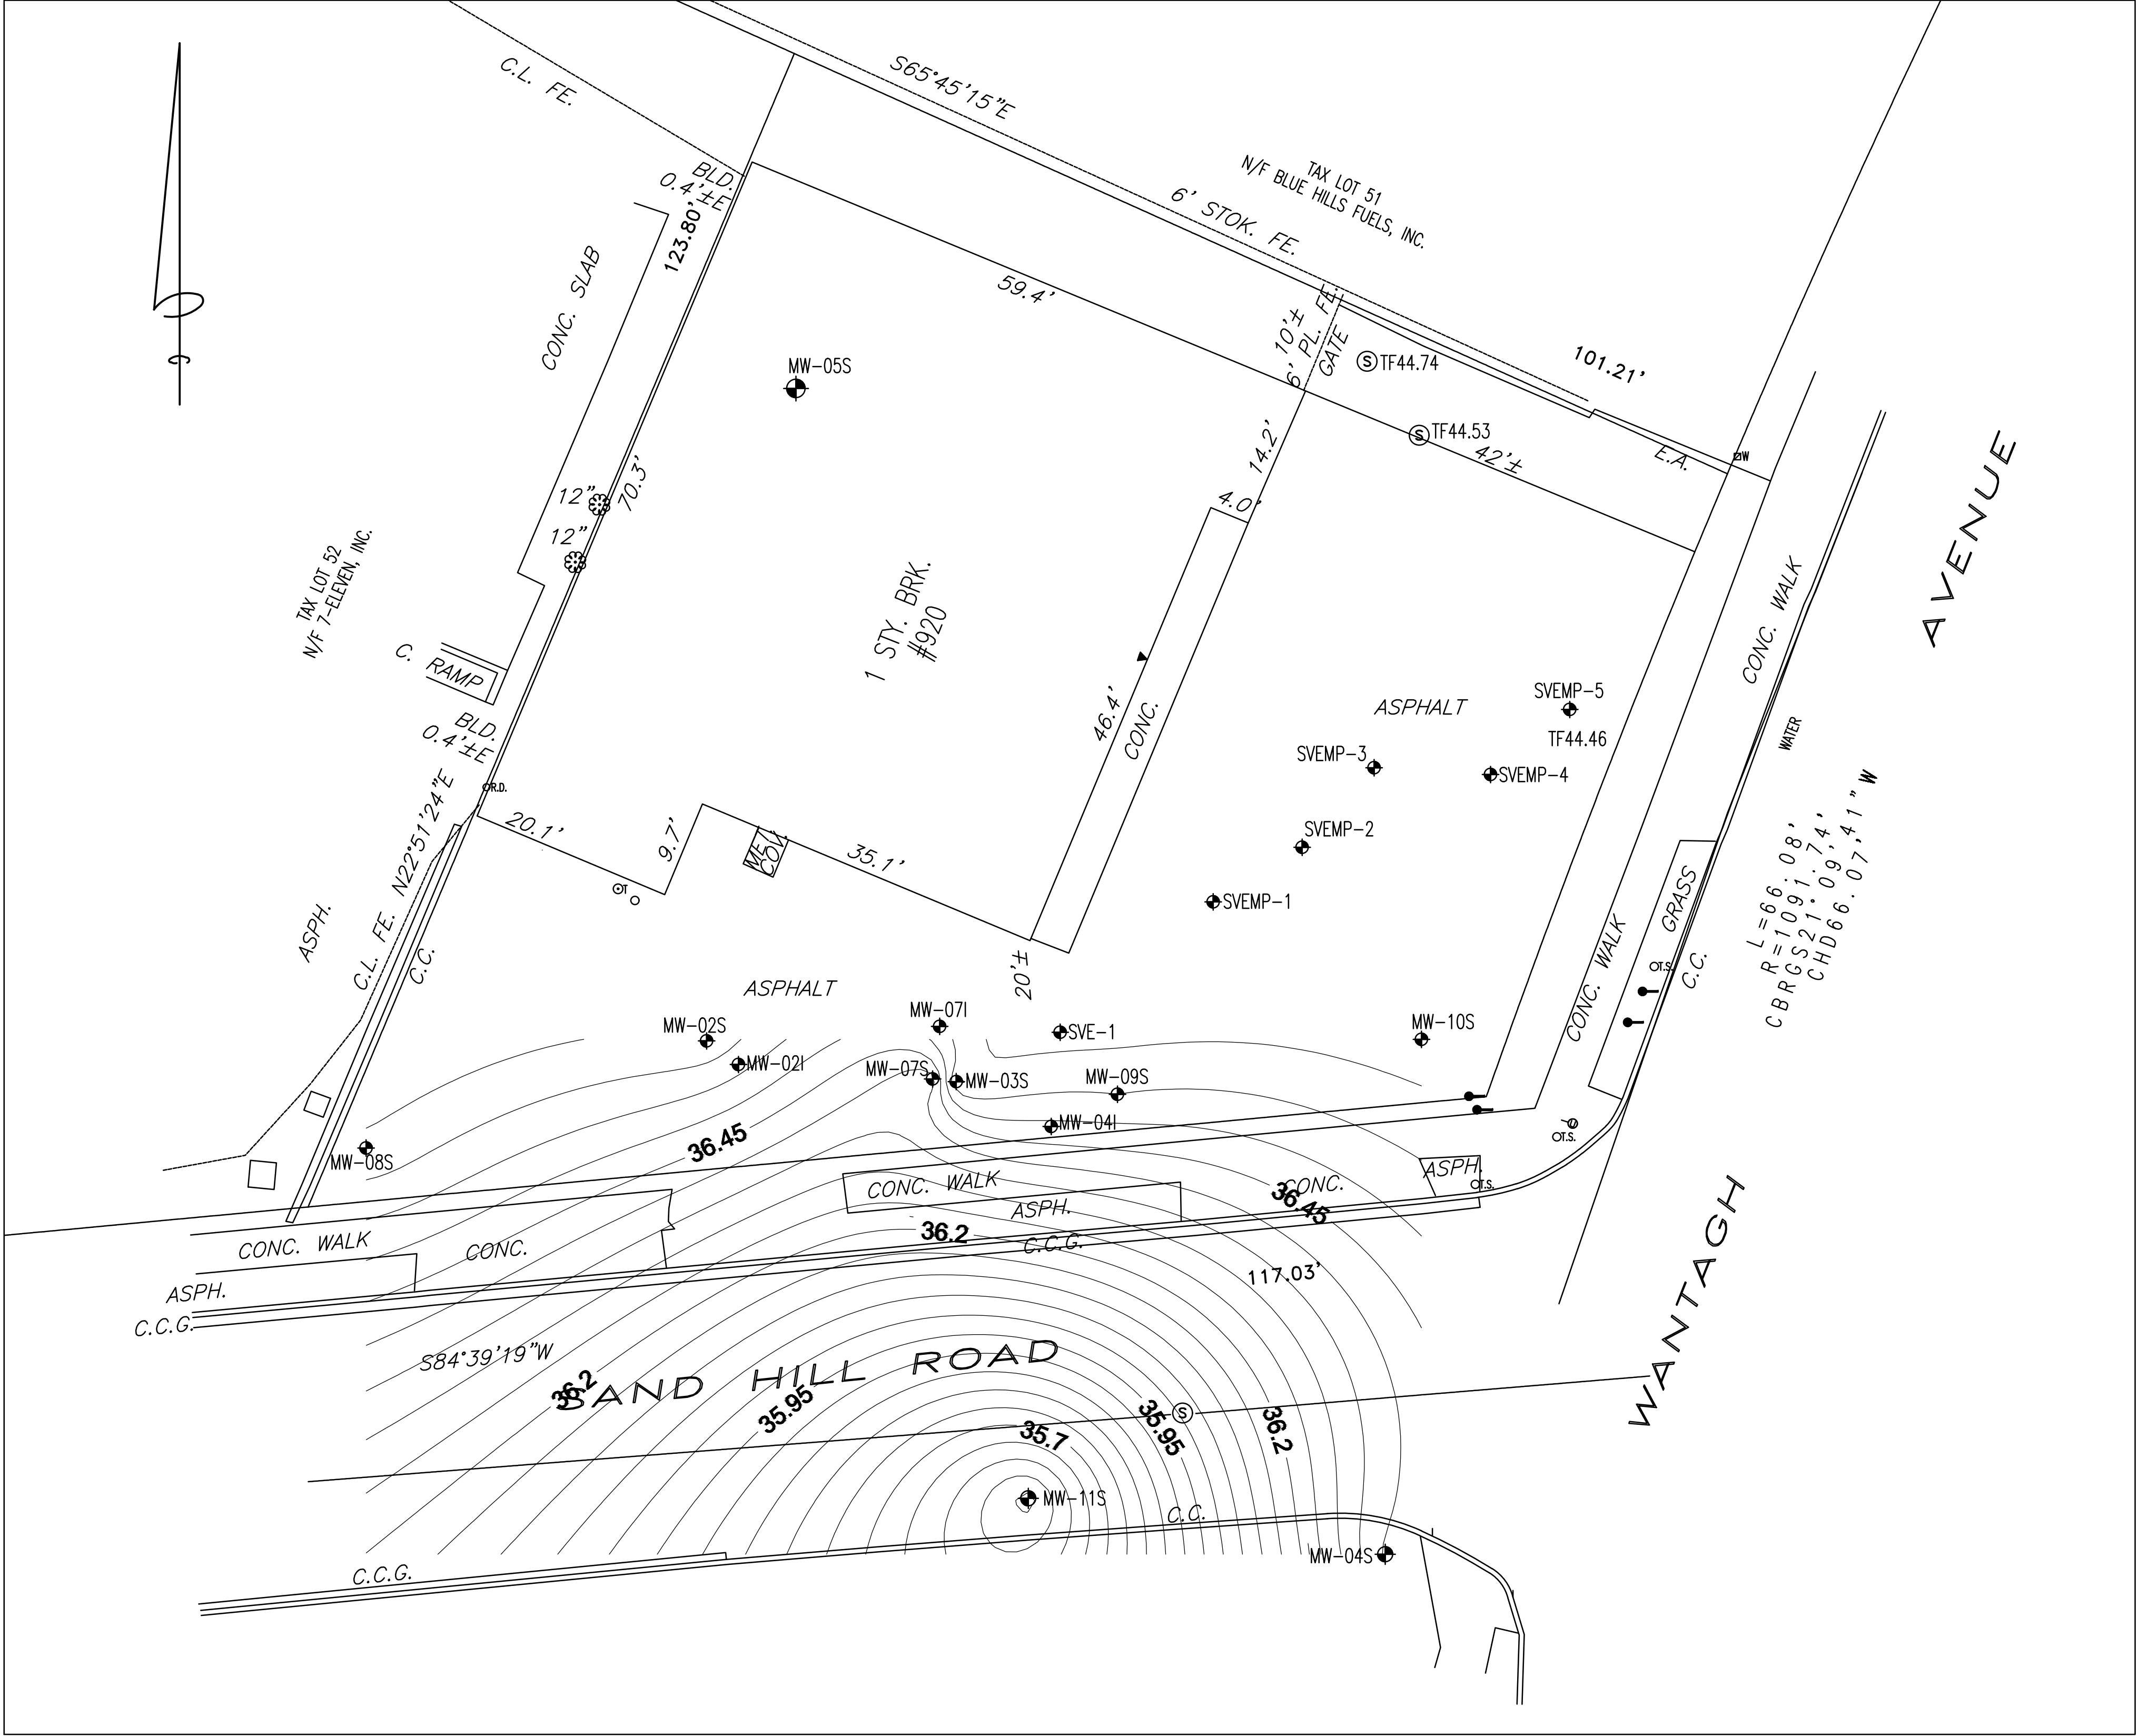 C.L. FE.
S65°45'15"E
TAX LOT 51
N/F BLUE HILLS FUELS, INC.
6' STOK. FE.
BLD.
0.4'±E
123.80'
CONC. SLAB
59.4'
10'±
6' PL. FE.
GATE
TF44.74
101.21'
MW-05S
TF44.53
42'±
E.A.
W
14.2'
4.0'
12"
70.3'
12"
AVENUE
TAX LOT 52
N/F 7-ELEVEN, INC.
1 STY. BRK.
#920
CONC. WALK
C. RAMP
BLD.
0.4'±E
46.4'
CONC.
ASPHALT
SVEMP-5
TF44.46
SVEMP-3
SVEMP-4
WATER
R.D.
N22°51'24"E
20.1'
9.7'
MET.
COV.
35.1'
SVEMP-2
L=66.08'
R=1091.74'
CBRGS21°09'41"W
CHD66.07'
T
SVEMP-1
GRASS
ASPH.
C.L. FE.
C.C.
20'±
CONC. WALK
T.S.
C.C.
ASPHALT
MW-02S
MW-02I
MW-07I
SVE-1
MW-10S
MW-07S
MW-03S
MW-09S
MW-04I
T.S.
36.45
MW-08S
CONC. WALK
ASPH.
CONC.
ASPH.
T.S.
36.45
36.2
C.C.G.
CONC. WALK
CONC.
ASPH.
C.C.G.
117.03'
WANTAGH
S84°39'19"W
SAND HILL ROAD
36.2
35.95
35.7
S
35.95
36.2
MW-11S
C.C.
MW-04S
C.C.G.